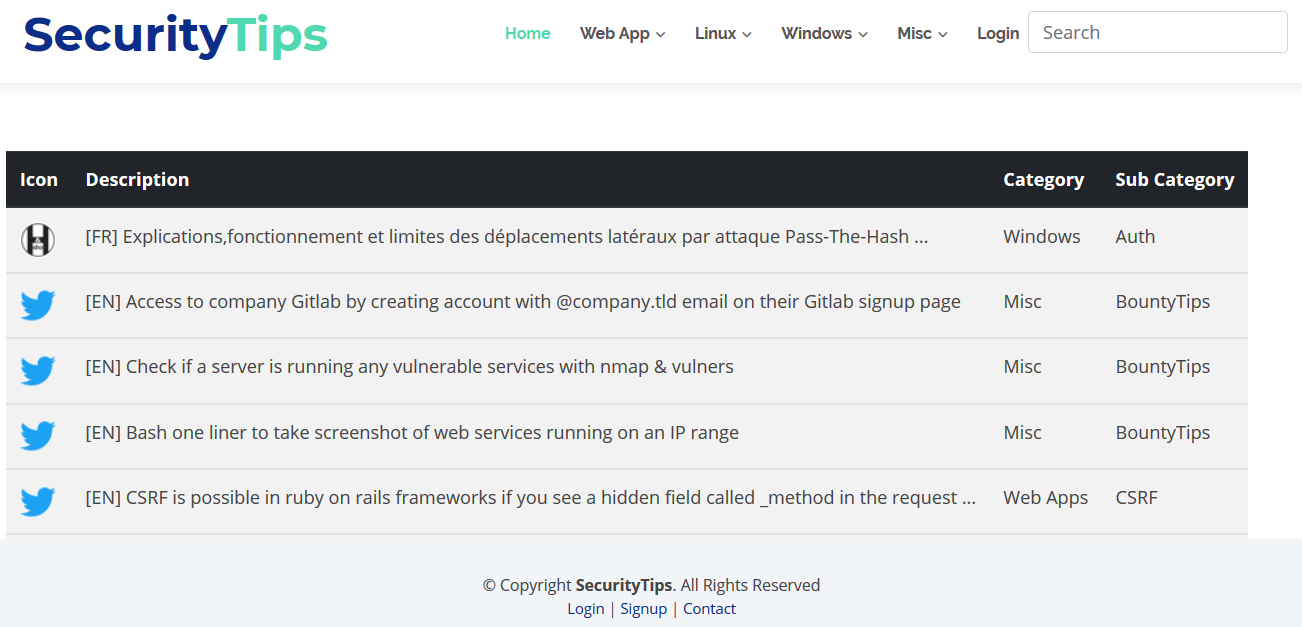 SecurityTips
Home Web App Linux Windows Misc Login Search
Icon Description Category Sub Category
[FR] Explications,fonctionnement et limites des déplacements latéraux par attaque Pass-The-Hash ... Windows Auth
[EN] Access to company Gitlab by creating account with @company.tld email on their Gitlab signup page Misc BountyTips
[EN] Check if a server is running any vulnerable services with nmap & vulners Misc BountyTips
[EN] Bash one liner to take screenshot of web services running on an IP range Misc BountyTips
[EN] CSRF is possible in ruby on rails frameworks if you see a hidden field called _method in the request ... Web Apps CSRF
© Copyright SecurityTips. All Rights Reserved
Login | Signup | Contact